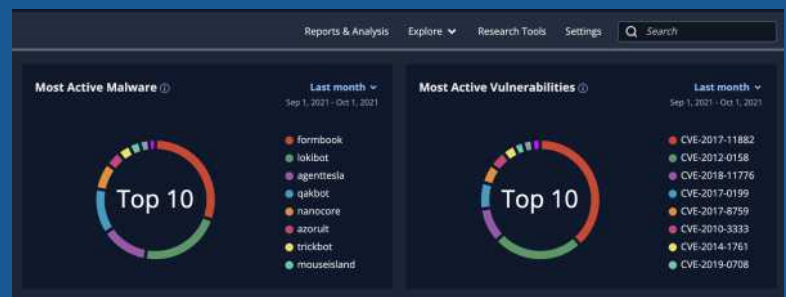 Reports & Analysis Explore Research Tools Settings Search
Most Active Malware
Last month
Sep 1, 2021 - Oct 1, 2021
Top 10
formbook
lokibot
agenttesla
qakbot
nanocore
azorult
trickbot
mouseisland
Most Active Vulnerabilities
Last month
Sep 1, 2021 - Oct 1, 2021
Top 10
CVE-2017-11882
CVE-2012-0158
CVE-2018-11776
CVE-2017-0199
CVE-2017-8759
CVE-2010-3333
CVE-2014-1761
CVE-2019-0708